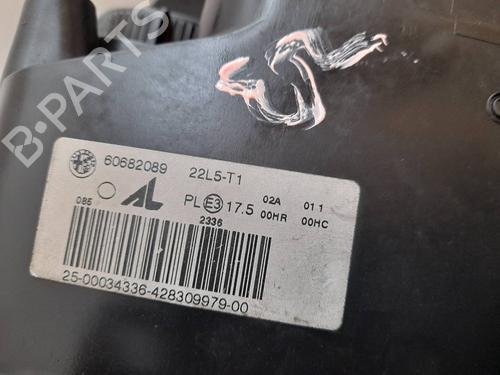 B-PARTS
60682089 22L5-T1
AL PL E3 17.5 02A 011
00HR 00HC
085 2336
25-00034336-428309979-00